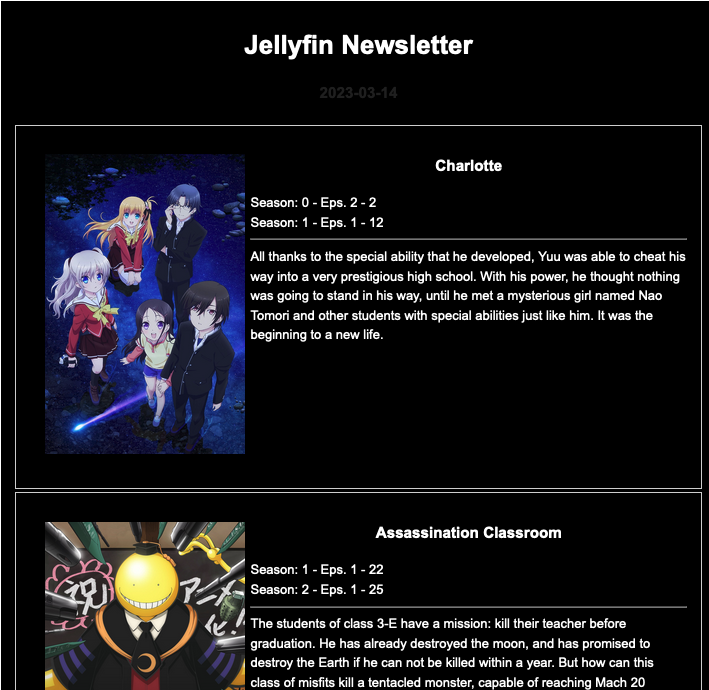 Jellyfin Newsletter
2023-03-14
Charlotte
Season: 0 - Eps. 2 - 2
Season: 1 - Eps. 1 - 12
All thanks to the special ability that he developed, Yuu was able to cheat his
way into a very prestigious high school. With his power, he thought nothing
was going to stand in his way, until he met a mysterious girl named Nao
Tomori and other students with special abilities just like him. It was the
beginning to a new life.
Assassination Classroom
Season: 1 - Eps. 1 - 22
Season: 2 - Eps. 1 - 25
祝 アニメ
化!!
The students of class 3-E have a mission: kill their teacher before
graduation. He has already destroyed the moon, and has promised to
destroy the Earth if he can not be killed within a year. But how can this
class of misfits kill a tentacled monster, capable of reaching Mach 20